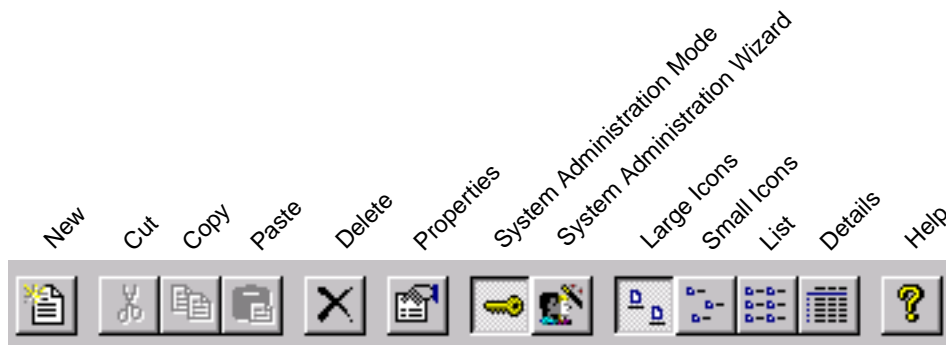 New
Cut
Copy
Paste
Delete
Properties
System Administration Mode
System Administration Wizard
Large Icons
Small Icons
List
Details
Help